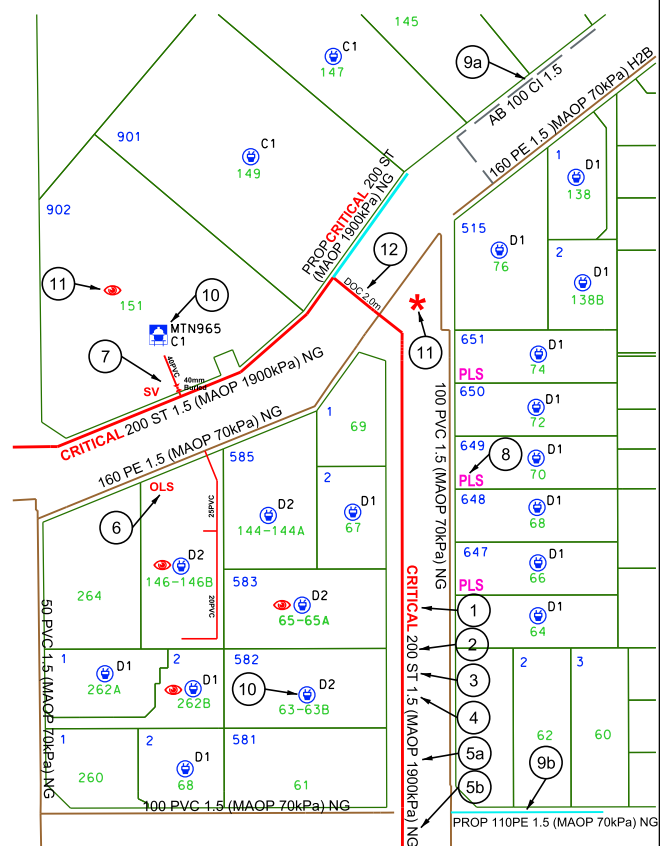 145
C1
147
9a
AB 100 CI 1.5
160 PE 1.5 )MAOP 70kPa) H2B
901
C1
149
PROP CRITICAL 200 ST
(MAOP 1900kPa) NG
1
D1
138
902
515
D1
76
2
D1
138B
12
DOC 2.0m
11
151
10
MTN965
C1
*
11
7
40PVC
40mm
Buried
SV
CRITICAL 200 ST 1.5 (MAOP 1900kPa) NG
160 PE 1.5 (MAOP 70kPa) NG
651
D1
74
PLS
650
D1
72
649
D1
70
PLS
8
648
D1
68
647
D1
66
PLS
D1
64
100 PVC 1.5 (MAOP 70kPa) NG
1
69
585
D2
144-144A
2
D1
67
OLS
6
25PVC
D2
146-146B
20PVC
264
583
D2
65-65A
50 PVC 1.5 (MAOP 70kPa) NG
1
D1
262A
2
D1
262B
582
10
D2
63-63B
1
260
2
D1
68
581
61
100 PVC 1.5 (MAOP 70kPa) NG
CRITICAL 200 ST 1.5 (MAOP 1900kPa) NG
1
2
3
4
5a
5b
2
62
3
60
9b
PROP 110PE 1.5 (MAOP 70kPa) NG